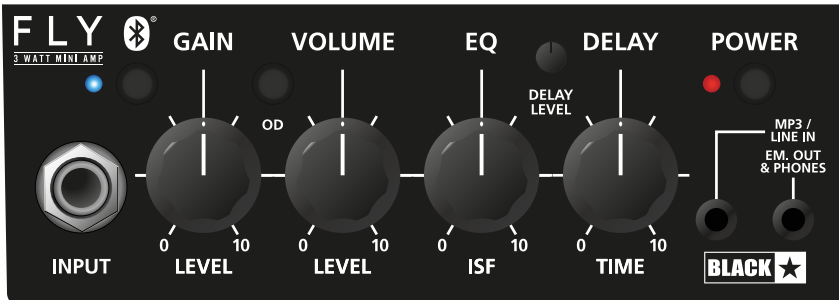 FLY
3 WATT MINI AMP
®
GAIN
VOLUME
EQ
DELAY
POWER
OD
DELAY
LEVEL
MP3 /
LINE IN
EM. OUT
& PHONES
0 10
0 10
0 10
0 10
INPUT
LEVEL
LEVEL
ISF
TIME
BLACK